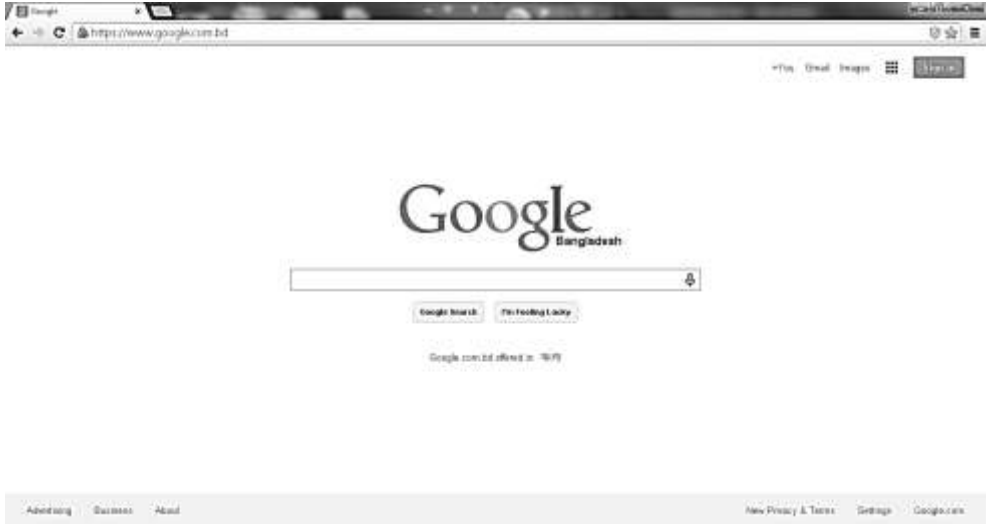 Google
https://www.google.com.bd
+You Gmail Images
Sign in
Google
Bangladesh
Google Search I'm Feeling Lucky
Google.com.bd offered in: বাংলা
Advertising Business About New Privacy & Terms Settings Google.com